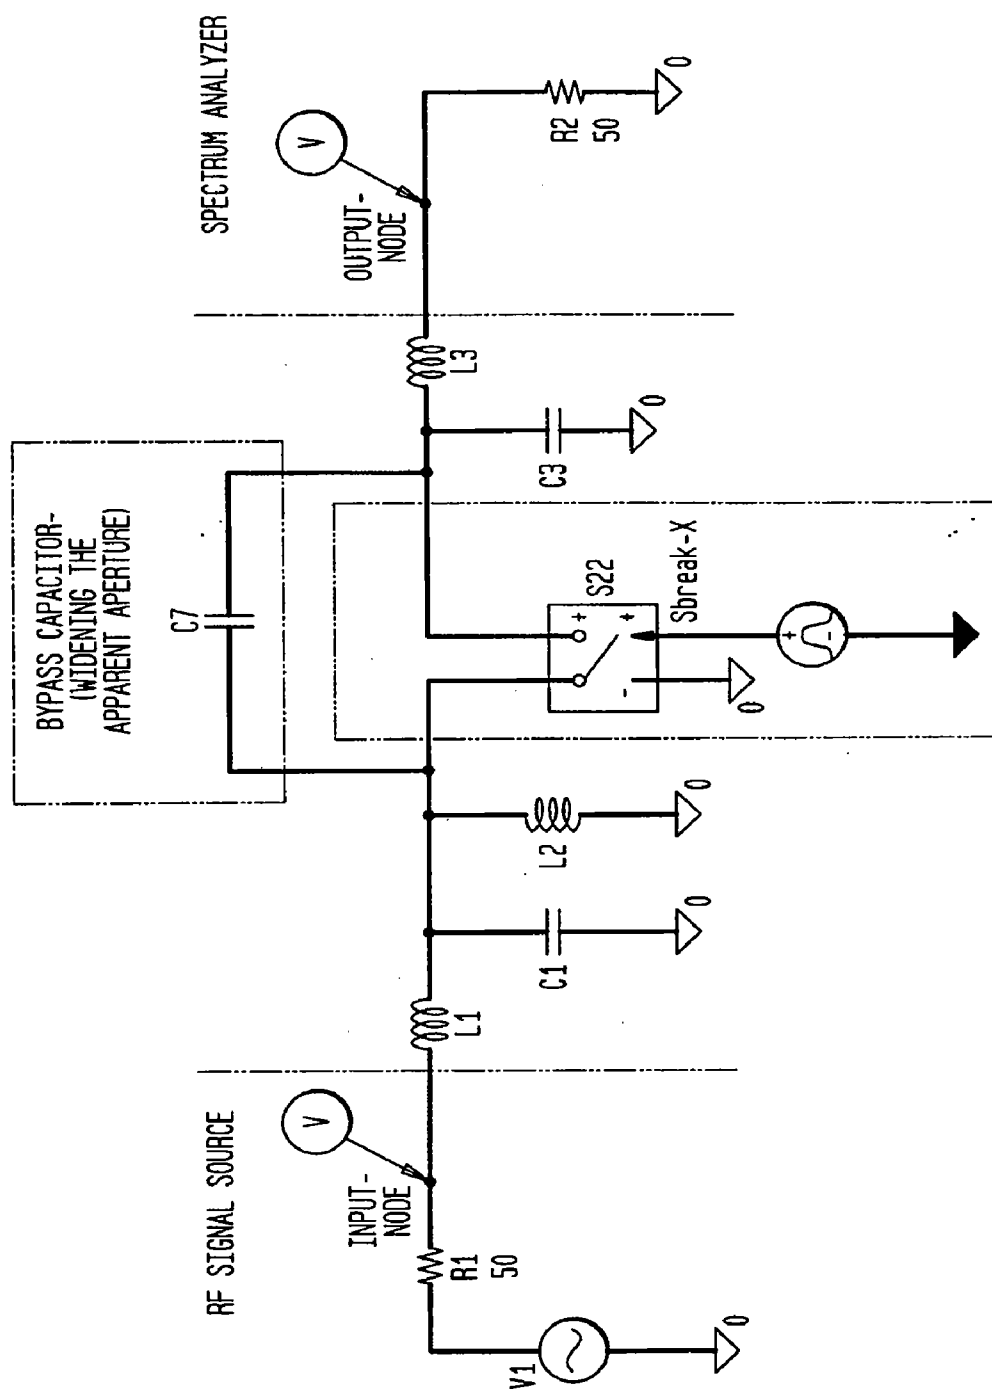 RF SIGNAL SOURCE
V
INPUT-
NODE
R1
50
V1
0
L1
C1
0
L2
0
BYPASS CAPACITOR-
(WIDENING THE
APPARENT APERTURE)
C7
S22
+
+
-
Sbreak-X
0
+
-
C3
0
L3
SPECTRUM ANALYZER
V
OUTPUT-
NODE
R2
50
0